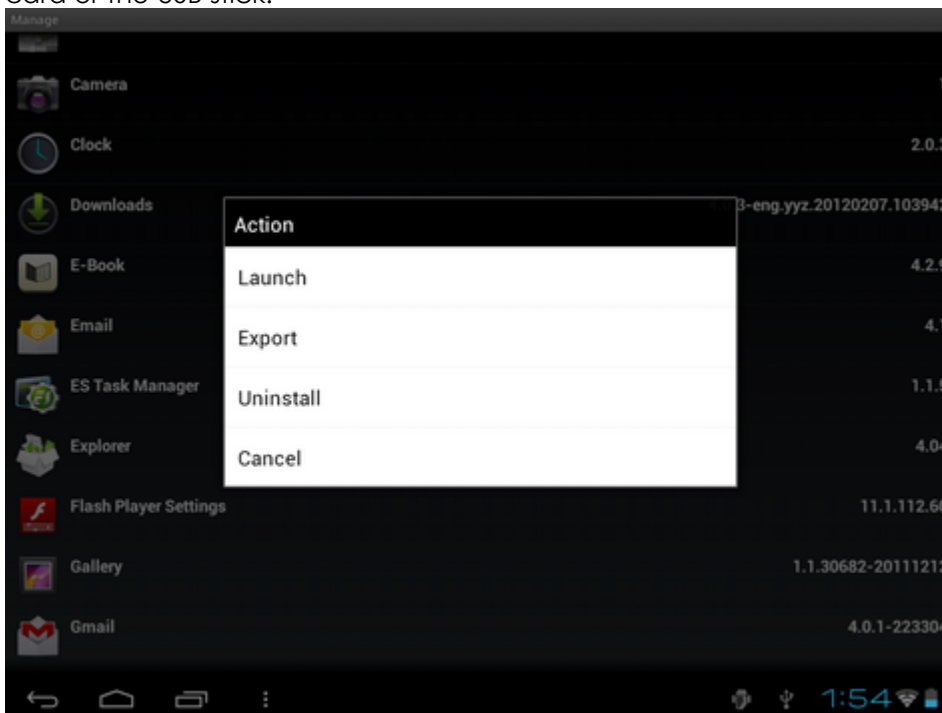 Manage
Camera
Clock 2.0.
Downloads 3-eng.yyz.20120207.10394
Action
E-Book 4.2.
Launch
Email 4.
Export
ES Task Manager 1.1.
Uninstall
Explorer 4.0
Cancel
Flash Player Settings 11.1.112.6
Gallery 1.1.30682-2011121
Gmail 4.0.1-22330
1:54